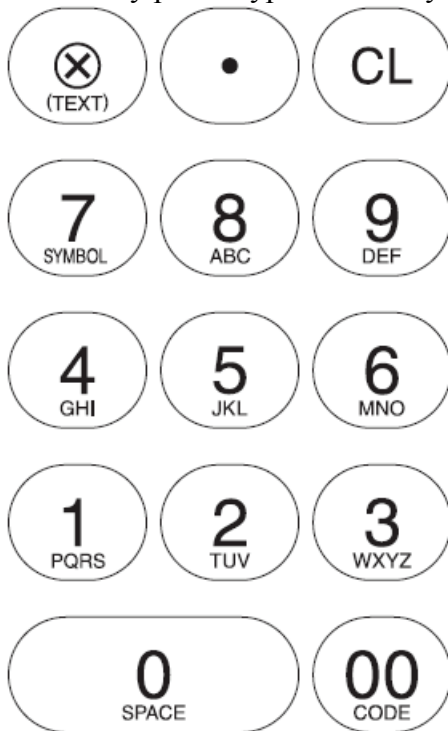 ⊗ • CL
(TEXT)
7 8 9
SYMBOL ABC DEF
4 5 6
GHI JKL MNO
1 2 3
PQRS TUV WXYZ
0 00
SPACE CODE